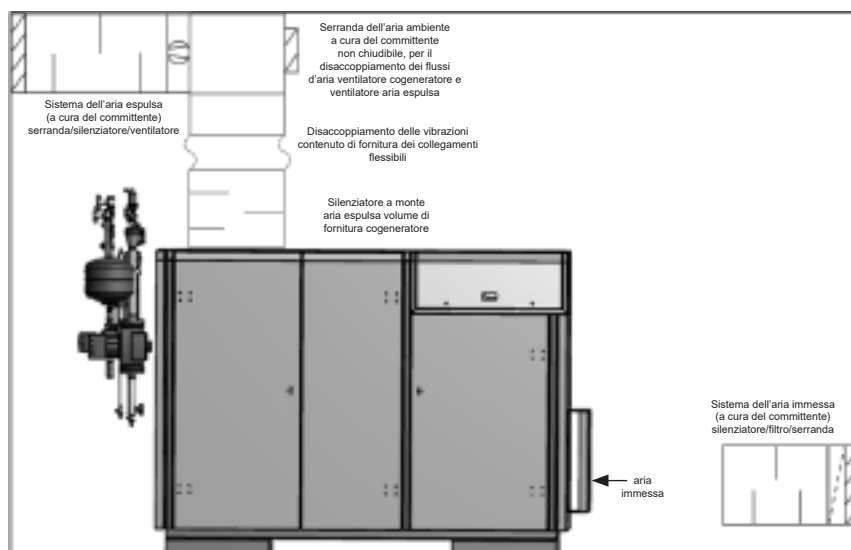 Serranda dell'aria ambiente
a cura del committente
non chiudibile, per il
disaccoppiamento dei flussi
d'aria ventilatore cogeneratore e
ventilatore aria espulsa
Sistema dell'aria espulsa
(a cura del committente)
serranda/silenziatore/ventilatore
Disaccoppiamento delle vibrazioni
contenuto di fornitura dei collegamenti
flessibili
Silenziatore a monte
aria espulsa volume di
fornitura cogeneratore
Sistema dell'aria immessa
(a cura del committente)
silenziatore/filtro/serranda
aria
immessa